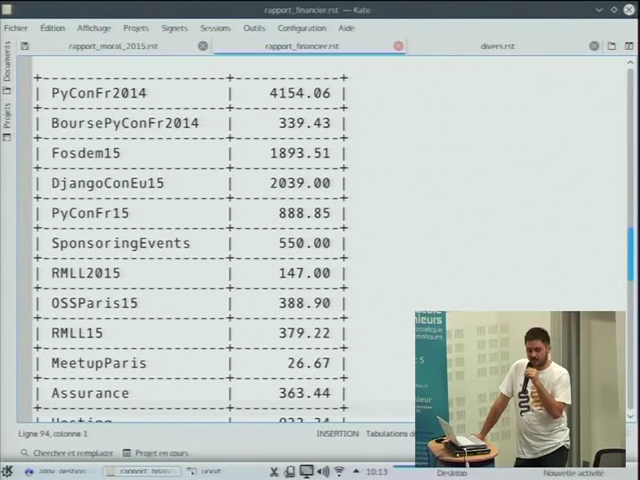 rapport_financier.rst — Kate
Fichier Édition Affichage Projets Signets Sessions Outils Configuration Aide
rapport_moral_2015.rst rapport_financier.rst divers.rst
Documents
Projets
+--------------------+-------------+
| PyConFr2014 | 4154.06 |
| BoursePyConFr2014 | 339.43 |
| Fosdem15 | 1893.51 |
| DjangoConEu15 | 2039.00 |
| PyConFr15 | 888.85 |
| SponsoringEvents | 550.00 |
| RMLL2015 | 147.00 |
| OSSParis15 | 388.90 |
| RMLL15 | 379.22 |
| MeetupParis | 26.67 |
| Assurance | 363.44 |
Ligne 94, colonne 1 INSERTION Tabulations
Chercher et remplacer Projet en cours
10:13 Desktop Nouvelle activité